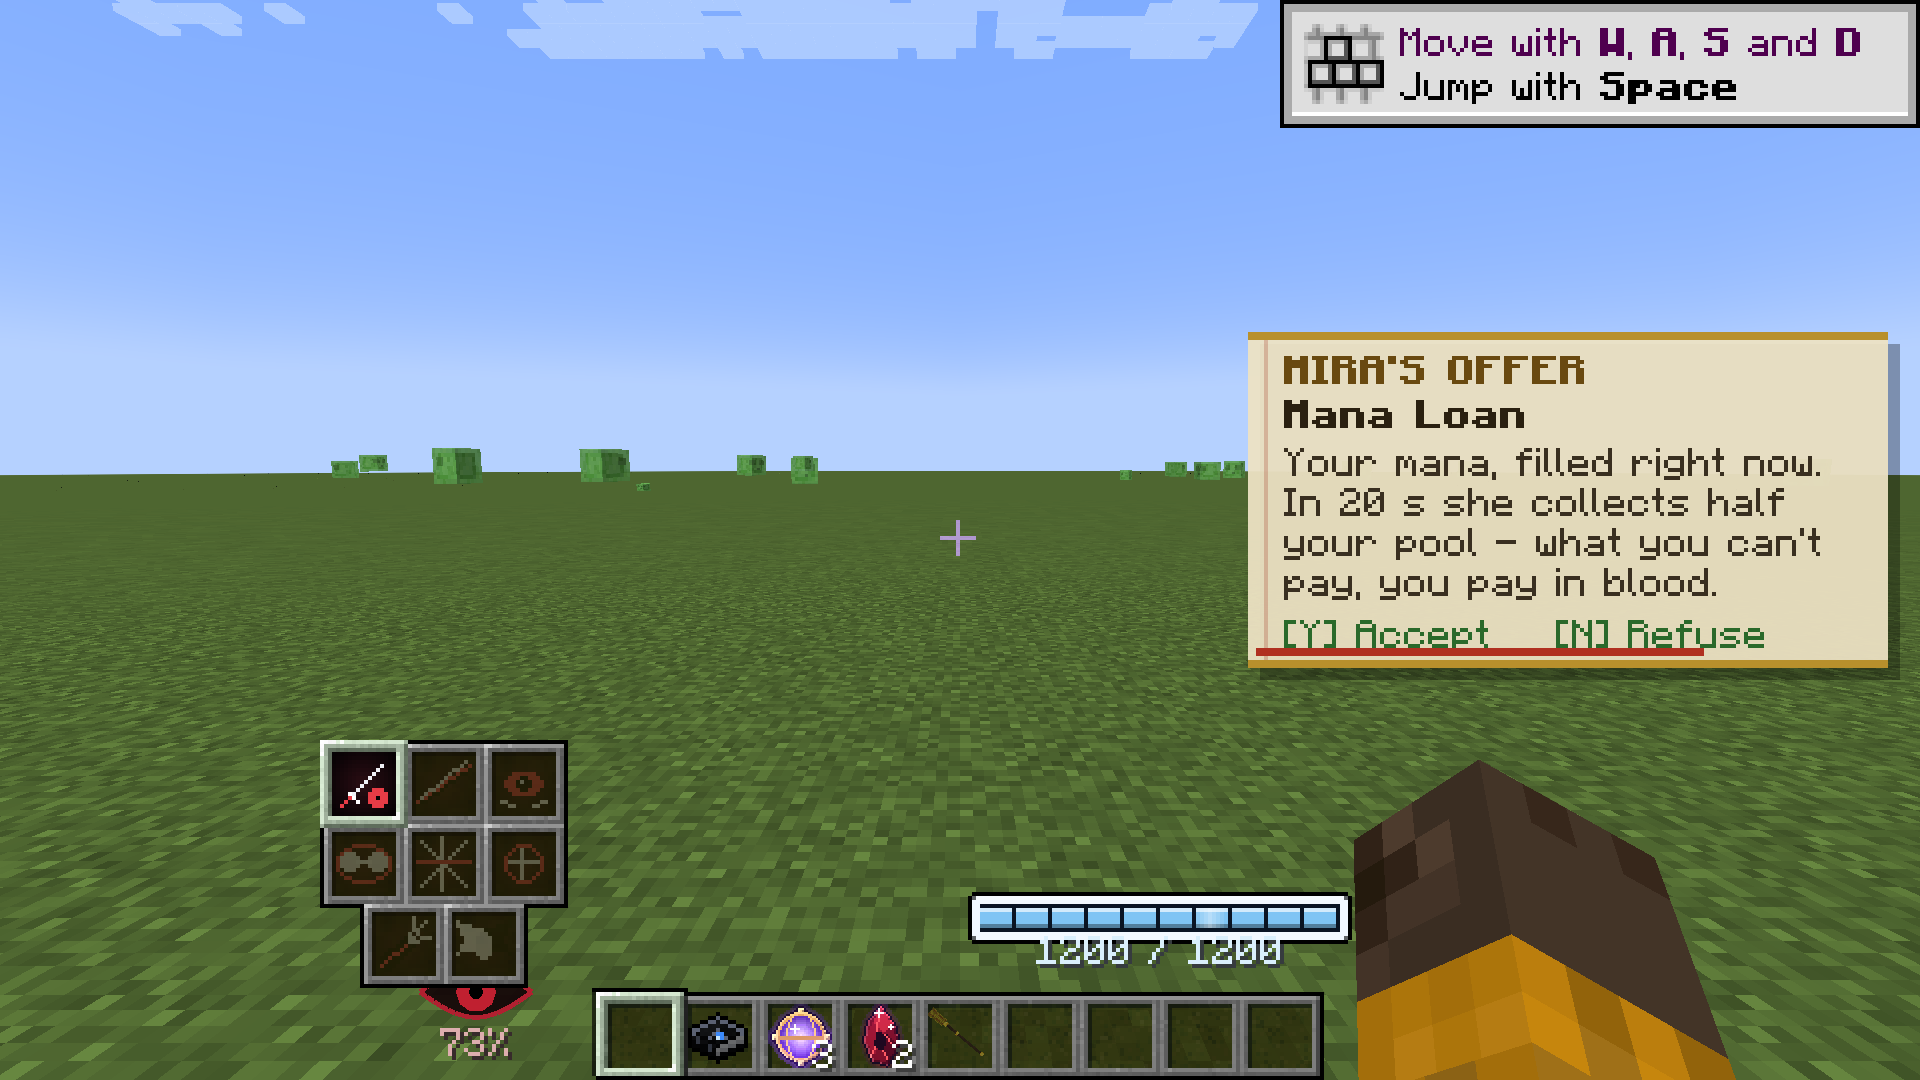 Move with W, A, S and D
Jump with Space
MIRA'S OFFER
Mana Loan
Your mana, filled right now.
In 20 s she collects half
your pool – what you can't
pay, you pay in blood.
[Y] Accept [N] Refuse
1200 / 1200
73%
3
2